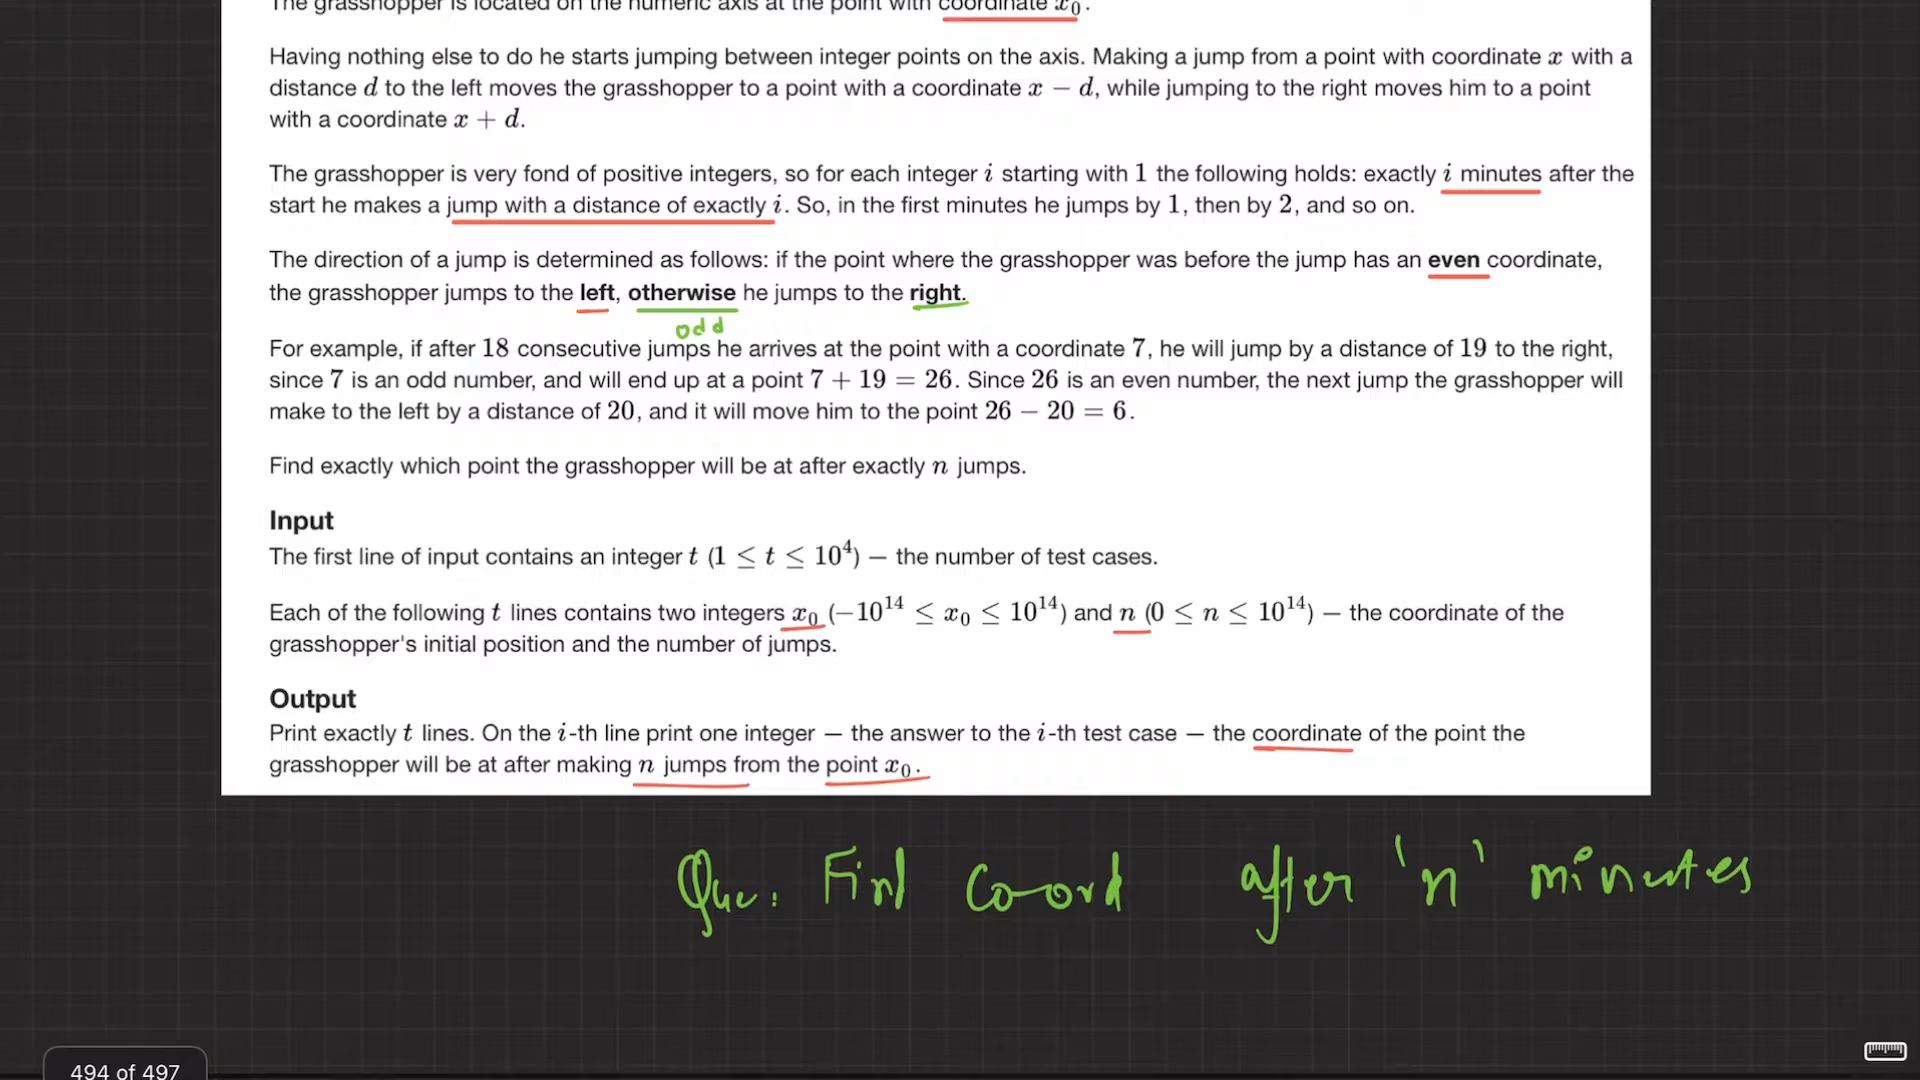 The grasshopper is located on the numeric axis at the point with coordinate x₀.
Having nothing else to do he starts jumping between integer points on the axis. Making a jump from a point with coordinate x with a
distance d to the left moves the grasshopper to a point with a coordinate x − d, while jumping to the right moves him to a point
with a coordinate x + d.
The grasshopper is very fond of positive integers, so for each integer i starting with 1 the following holds: exactly i minutes after the
start he makes a jump with a distance of exactly i. So, in the first minutes he jumps by 1, then by 2, and so on.
The direction of a jump is determined as follows: if the point where the grasshopper was before the jump has an even coordinate,
the grasshopper jumps to the left, otherwise he jumps to the right.
odd
For example, if after 18 consecutive jumps he arrives at the point with a coordinate 7, he will jump by a distance of 19 to the right,
since 7 is an odd number, and will end up at a point 7 + 19 = 26. Since 26 is an even number, the next jump the grasshopper will
make to the left by a distance of 20, and it will move him to the point 26 − 20 = 6.
Find exactly which point the grasshopper will be at after exactly n jumps.
Input
The first line of input contains an integer t (1 ≤ t ≤ 10⁴) — the number of test cases.
Each of the following t lines contains two integers x₀ (−10¹⁴ ≤ x₀ ≤ 10¹⁴) and n (0 ≤ n ≤ 10¹⁴) — the coordinate of the
grasshopper's initial position and the number of jumps.
Output
Print exactly t lines. On the i-th line print one integer — the answer to the i-th test case — the coordinate of the point the
grasshopper will be at after making n jumps from the point x₀.
Que: Find Coord after 'n' minutes
494 of 497